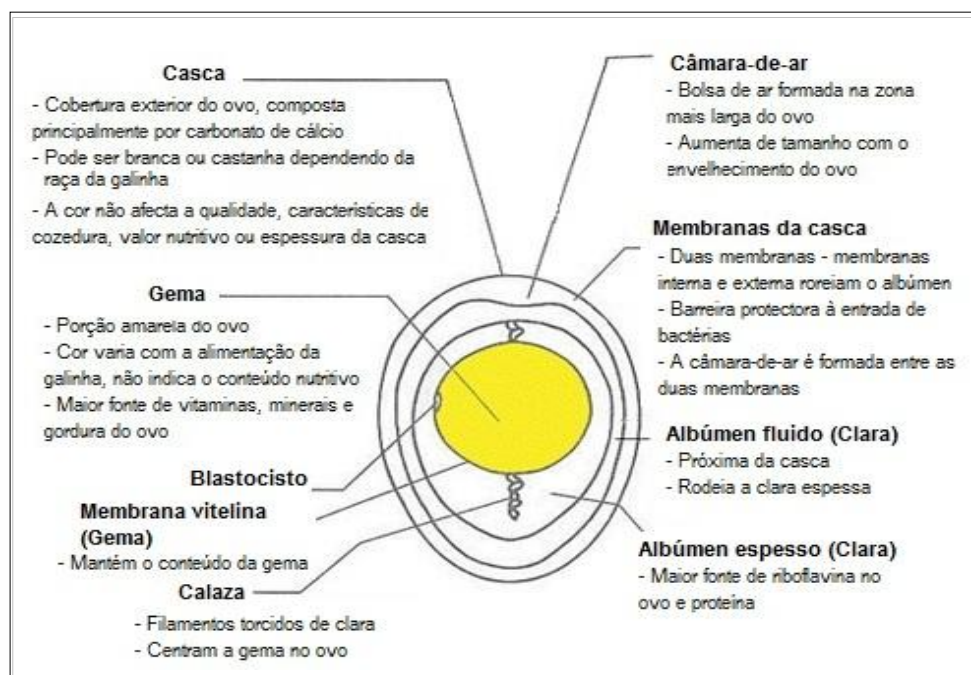 Casca
- Cobertura exterior do ovo, composta
principalmente por carbonato de cálcio
- Pode ser branca ou castanha dependendo da
raça da galinha
- A cor não afecta a qualidade, características de
cozedura, valor nutritivo ou espessura da casca
Gema
- Porção amarela do ovo
- Cor varia com a alimentação da
galinha, não indica o conteúdo nutritivo
- Maior fonte de vitaminas, minerais e
gordura do ovo
Blastocisto
Membrana vitelina
(Gema)
- Mantém o conteúdo da gema
Calaza
- Filamentos torcidos de clara
- Centram a gema no ovo
Câmara-de-ar
- Bolsa de ar formada na zona
mais larga do ovo
- Aumenta de tamanho com o
envelhecimento do ovo
Membranas da casca
- Duas membranas - membranas
interna e externa roreiam o albúmen
- Barreira protectora à entrada de
bactérias
- A câmara-de-ar é formada entre as
duas membranas
Albúmen fluido (Clara)
- Próxima da casca
- Rodeia a clara espessa
Albúmen espesso (Clara)
- Maior fonte de riboflavina no
ovo e proteína